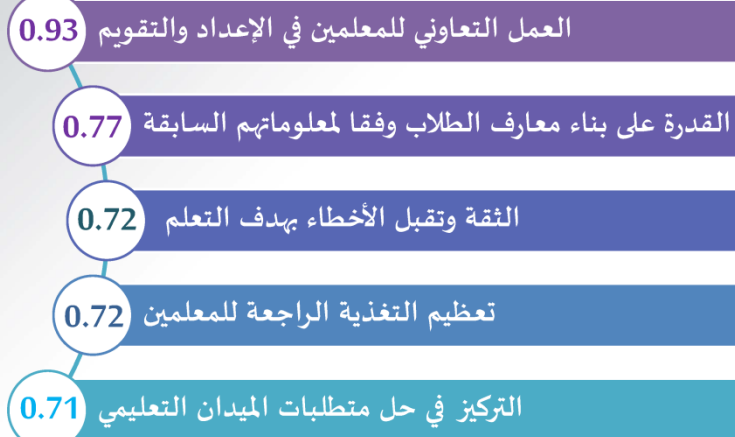 0.93 العمل التعاوني للمعلمين في الإعداد والتقويم
0.77 القدرة على بناء معارف الطلاب وفقا لمعلوماتهم السابقة
0.72 الثقة وتقبل الأخطاء بهدف التعلم
0.72 تعظيم التغذية الراجعة للمعلمين
0.71 التركيز في حل متطلبات الميدان التعليمي